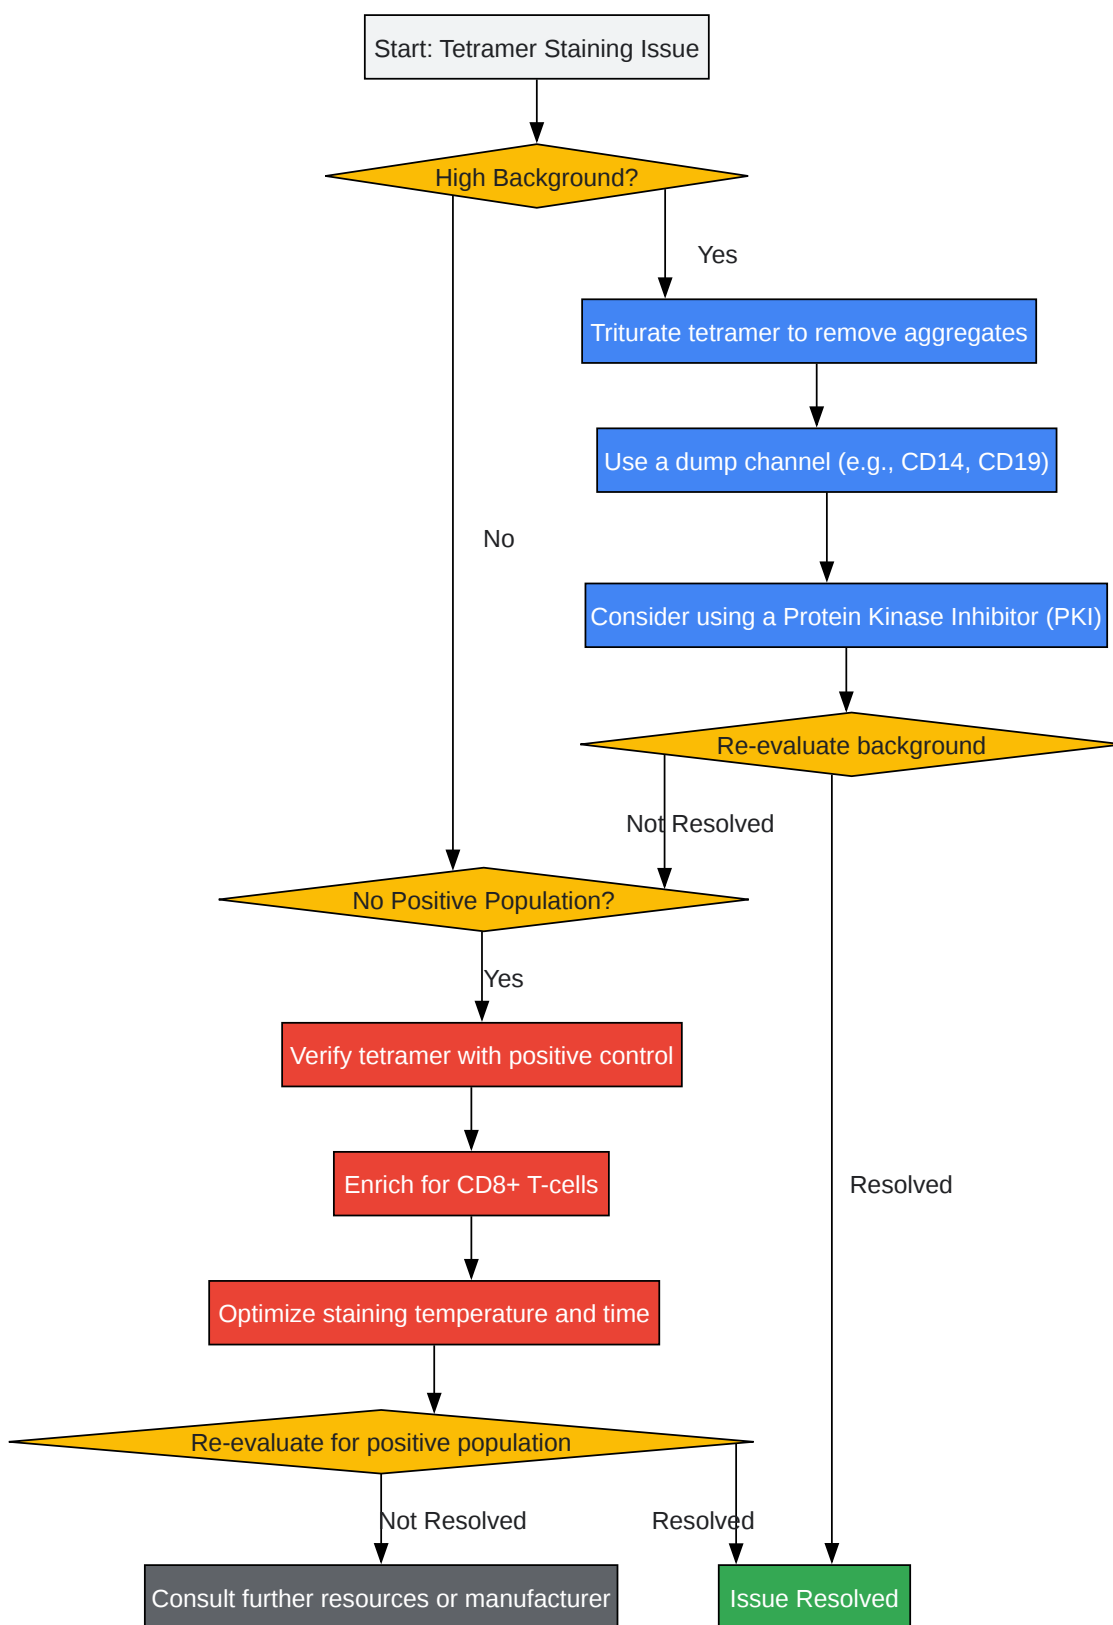 Start: Tetramer Staining Issue
High Background?
Yes
Triturate tetramer to remove aggregates
Use a dump channel (e.g., CD14, CD19)
No
Consider using a Protein Kinase Inhibitor (PKI)
Re-evaluate background
Not Resolved
No Positive Population?
Yes
Verify tetramer with positive control
Enrich for CD8+ T-cells
Resolved
Optimize staining temperature and time
Re-evaluate for positive population
Not Resolved
Resolved
Consult further resources or manufacturer
Issue Resolved